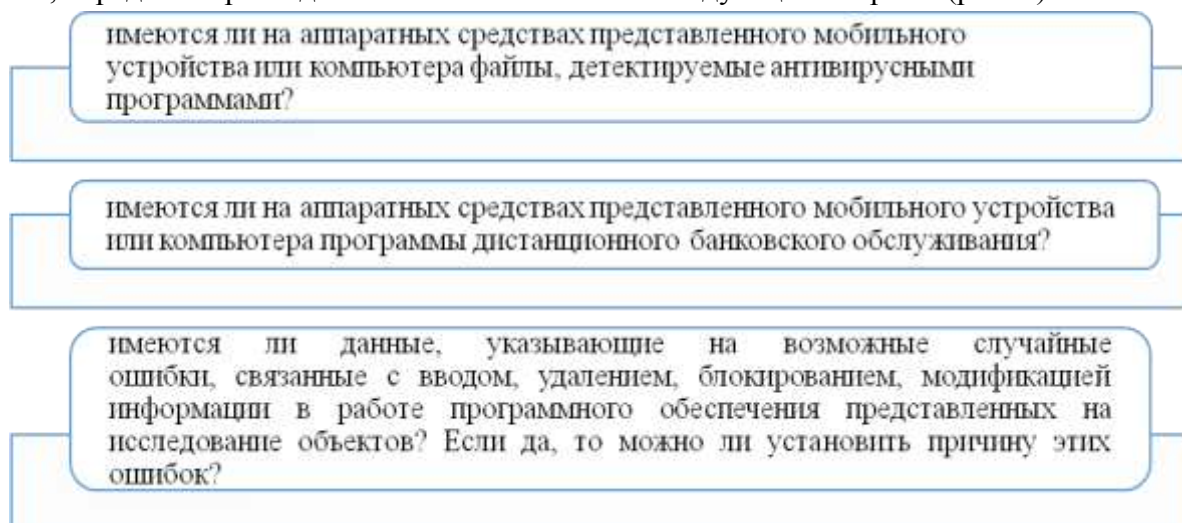 имеются ли на аппаратных средствах представленного мобильного
устройства или компьютера файлы, детектируемые антивирусными
программами?
имеются ли на аппаратных средствах представленного мобильного устройства
или компьютера программы дистанционного банковского обслуживания?
имеются ли данные, указывающие на возможные случайные
ошибки, связанные с вводом, удалением, блокированием, модификацией
информации в работе программного обеспечения представленных на
исследование объектов? Если да, то можно ли установить причину этих
ошибок?